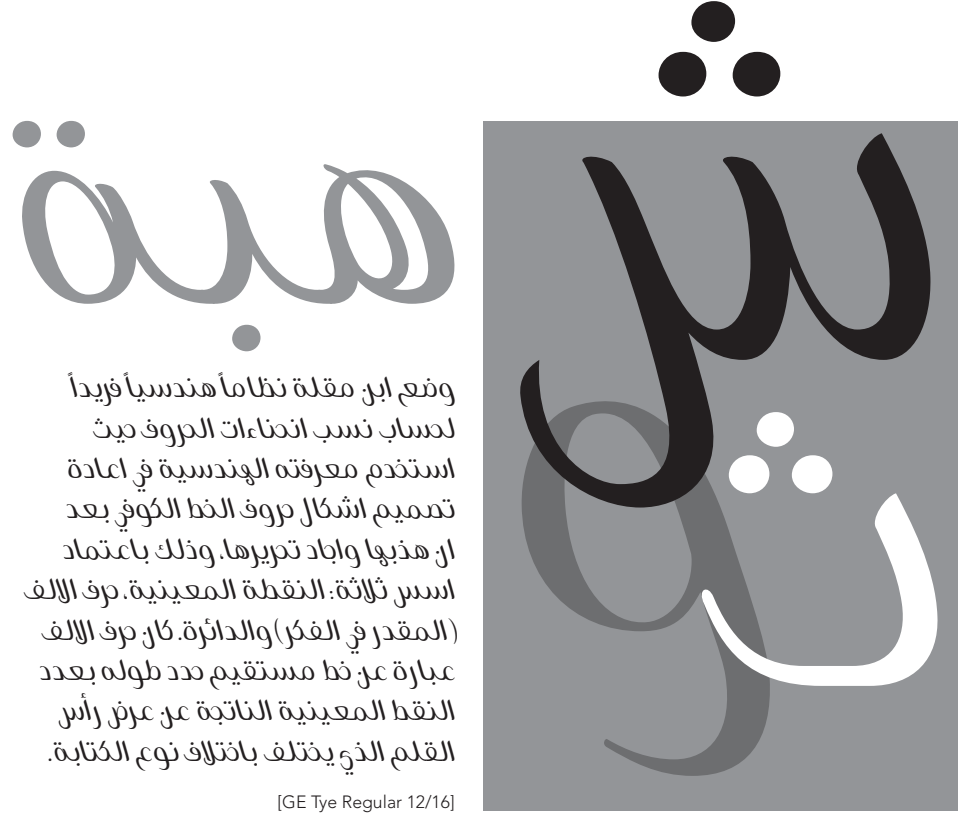 ش
و
ث
هبة
وضع ابن مقلة نظاماً هندسياً فريداً
لحساب نسب انحناءات الحروف حيث
استخدم معرفته الهندسية في اعادة
تصميم اشكال حروف الخط الكوفي بعد
ان هذبها واجاد تحريرها، وذلك باعتماد
اسس ثلاثة: النقطة المعينية، حرف الالف
(المقدر في الفكر) والدائرة. كان حرف الالف
عبارة عن خط مستقيم حدد طوله بعدد
النقط المعينية الناتجة عن عرض رأس
القلم الذي يختلف باختلاف نوع الكتابة.
[GE Tye Regular 12/16]